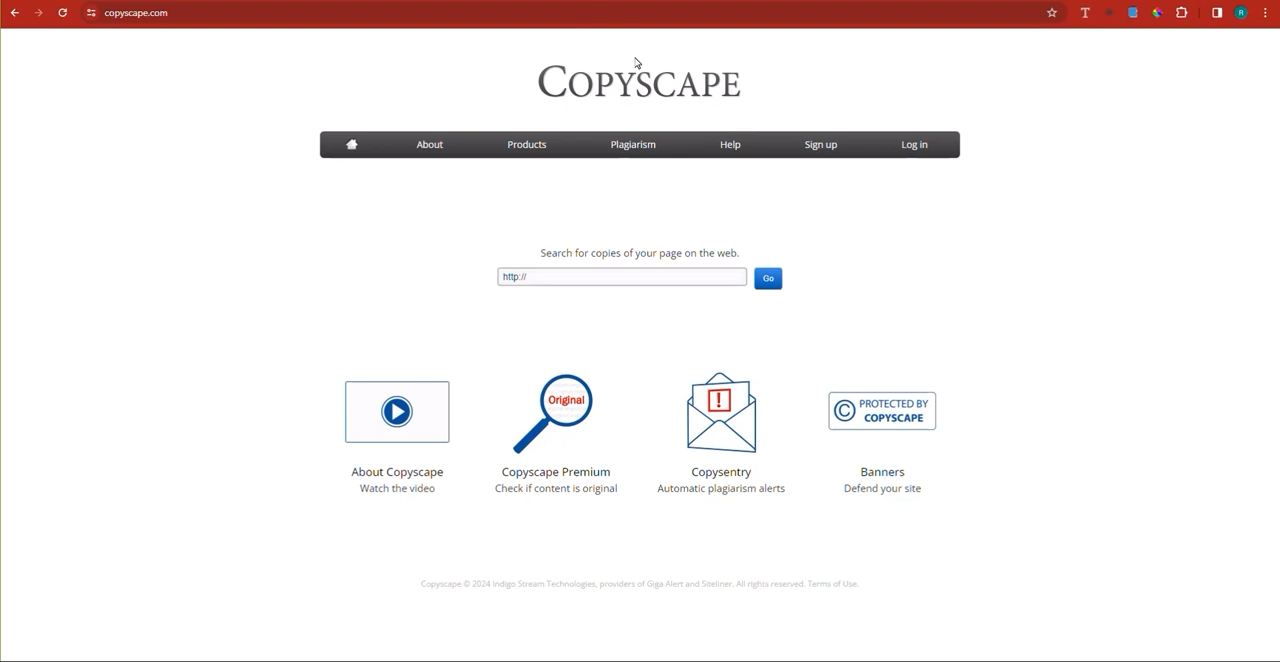 copyscape.com
T
R
COPYSCAPE
About Products Plagiarism Help Sign up Log in
Search for copies of your page on the web.
http://
Go
Original
!
© PROTECTED BY
COPYSCAPE
About Copyscape
Watch the video
Copyscape Premium
Check if content is original
Copysentry
Automatic plagiarism alerts
Banners
Defend your site
Copyscape © 2024 Indigo Stream Technologies, providers of Giga Alert and Siteliner. All rights reserved. Terms of Use.